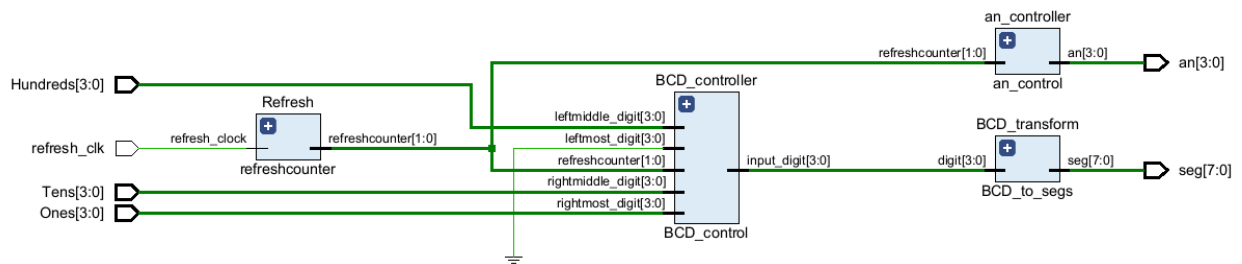 an_controller
refreshcounter[1:0]
an[3:0]
an[3:0]
an_control
Hundreds[3:0]
BCD_controller
Refresh
leftmiddle_digit[3:0]
BCD_transform
refresh_clk
refresh_clock
refreshcounter[1:0]
leftmost_digit[3:0]
refreshcounter
refreshcounter[1:0]
input_digit[3:0]
digit[3:0]
seg[7:0]
seg[7:0]
Tens[3:0]
rightmiddle_digit[3:0]
BCD_to_segs
Ones[3:0]
rightmost_digit[3:0]
BCD_control